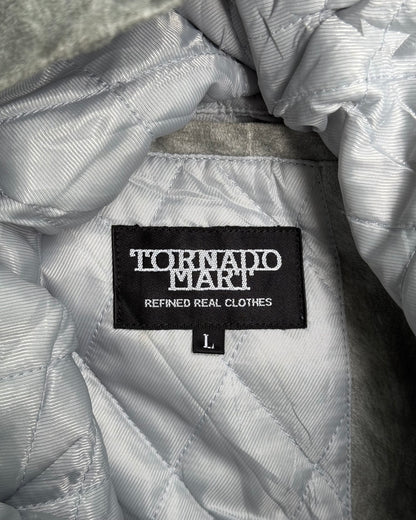 TORNADO
MART
REFINED REAL CLOTHES
L